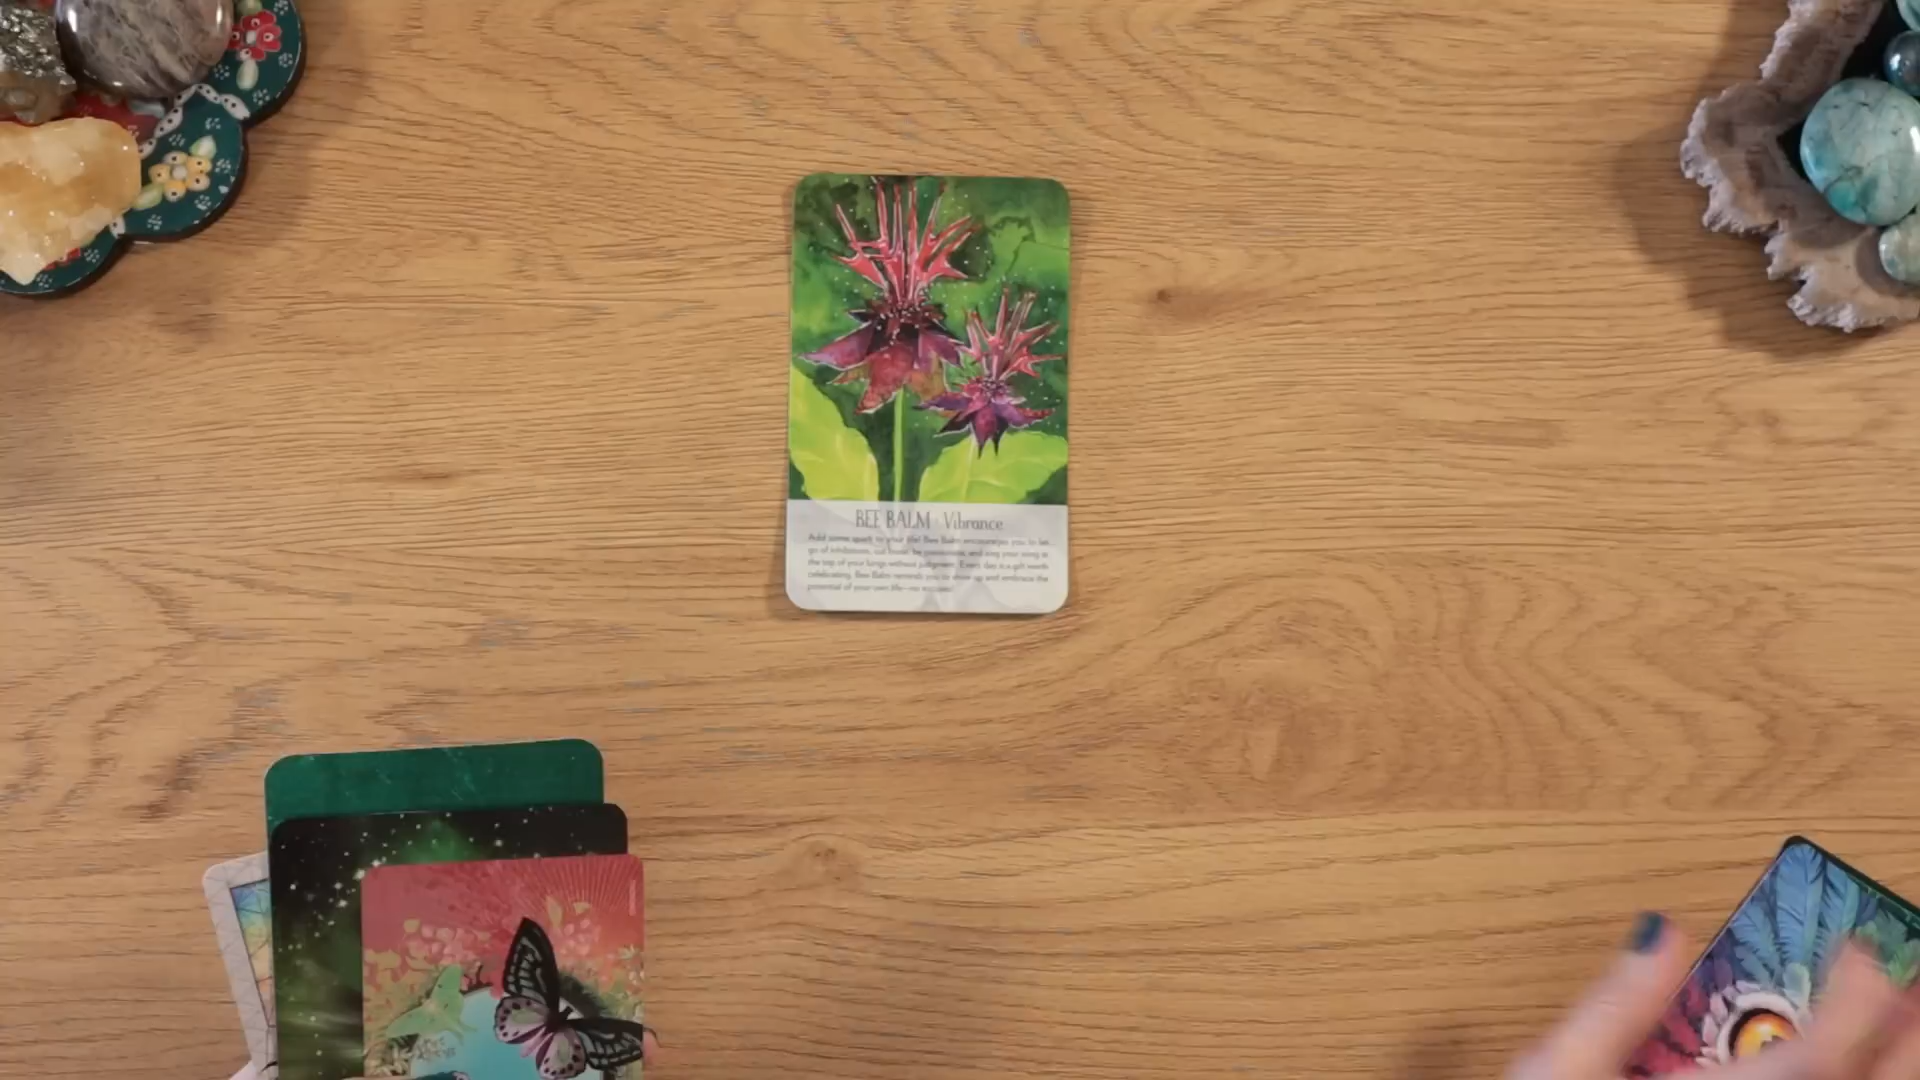 BEE BALM · Vibrance
Add some spark to your life! Bee Balm encourages you to let
go of inhibitions, cut loose, be passionate, and sing your song at
the top of your lungs without judgment. Every day is a gift worth
celebrating. Bee Balm reminds you to show up and embrace the
potential of your own life—no excuses!